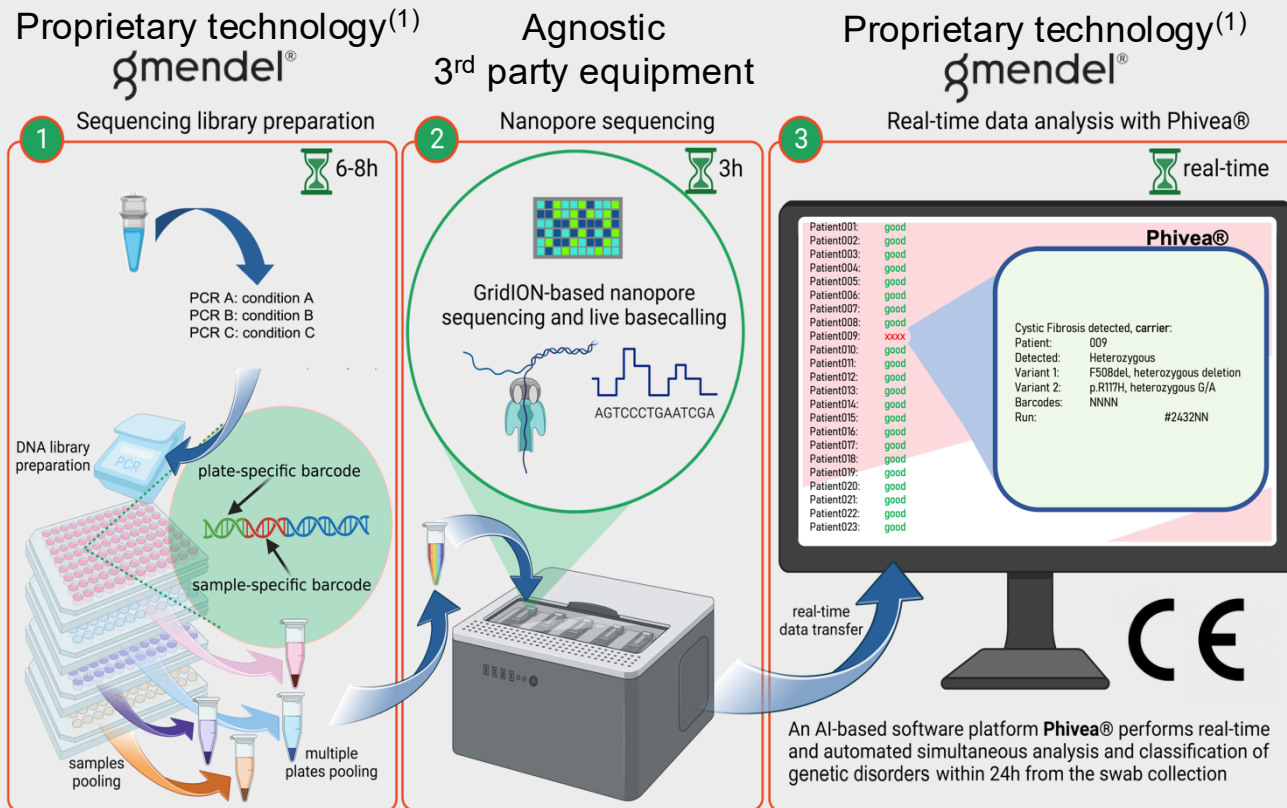 Proprietary technology(1)
gmendel®
Agnostic
3rd party equipment
Proprietary technology(1)
gmendel®
1
Sequencing library preparation
6-8h
PCR A: condition A
PCR B: condition B
PCR C: condition C
DNA library
preparation
PCR
plate-specific barcode
sample-specific barcode
samples
pooling
multiple
plates pooling
2
Nanopore sequencing
3h
GridION-based nanopore
sequencing and live basecalling
AGTCCCTGAATCGA
3
Real-time data analysis with Phivea®
real-time
Phivea®
Patient001: good
Patient002: good
Patient003: good
Patient004: good
Patient005: good
Patient006: good
Patient007: good
Patient008: good
Patient009: xxxx
Patient010: good
Patient011: good
Patient012: good
Patient013: good
Patient014: good
Patient015: good
Patient016: good
Patient017: good
Patient018: good
Patient019: good
Patient020: good
Patient021: good
Patient022: good
Patient023: good
Cystic Fibrosis detected, carrier:
Patient: 009
Detected: Heterozygous
Variant 1: F508del, heterozygous deletion
Variant 2: p.R117H, heterozygous G/A
Barcodes: NNNN
Run: #2432NN
real-time
data transfer
CE
An AI-based software platform Phivea® performs real-time
and automated simultaneous analysis and classification of
genetic disorders within 24h from the swab collection